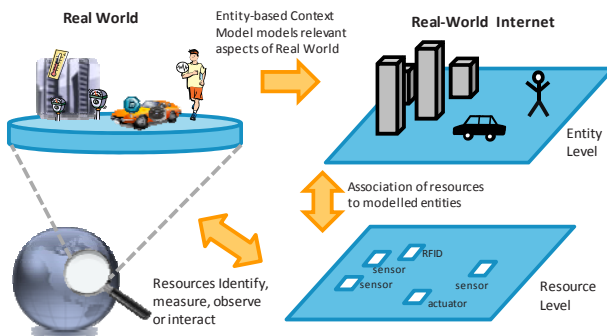 Real World
Entity-based Context
Model models relevant
aspects of Real World
Real-World Internet
Entity
Level
Association of resources
to modelled entities
Resources Identify,
measure, observe
or interact
RFID
sensor
sensor
sensor
actuator
Resource
Level